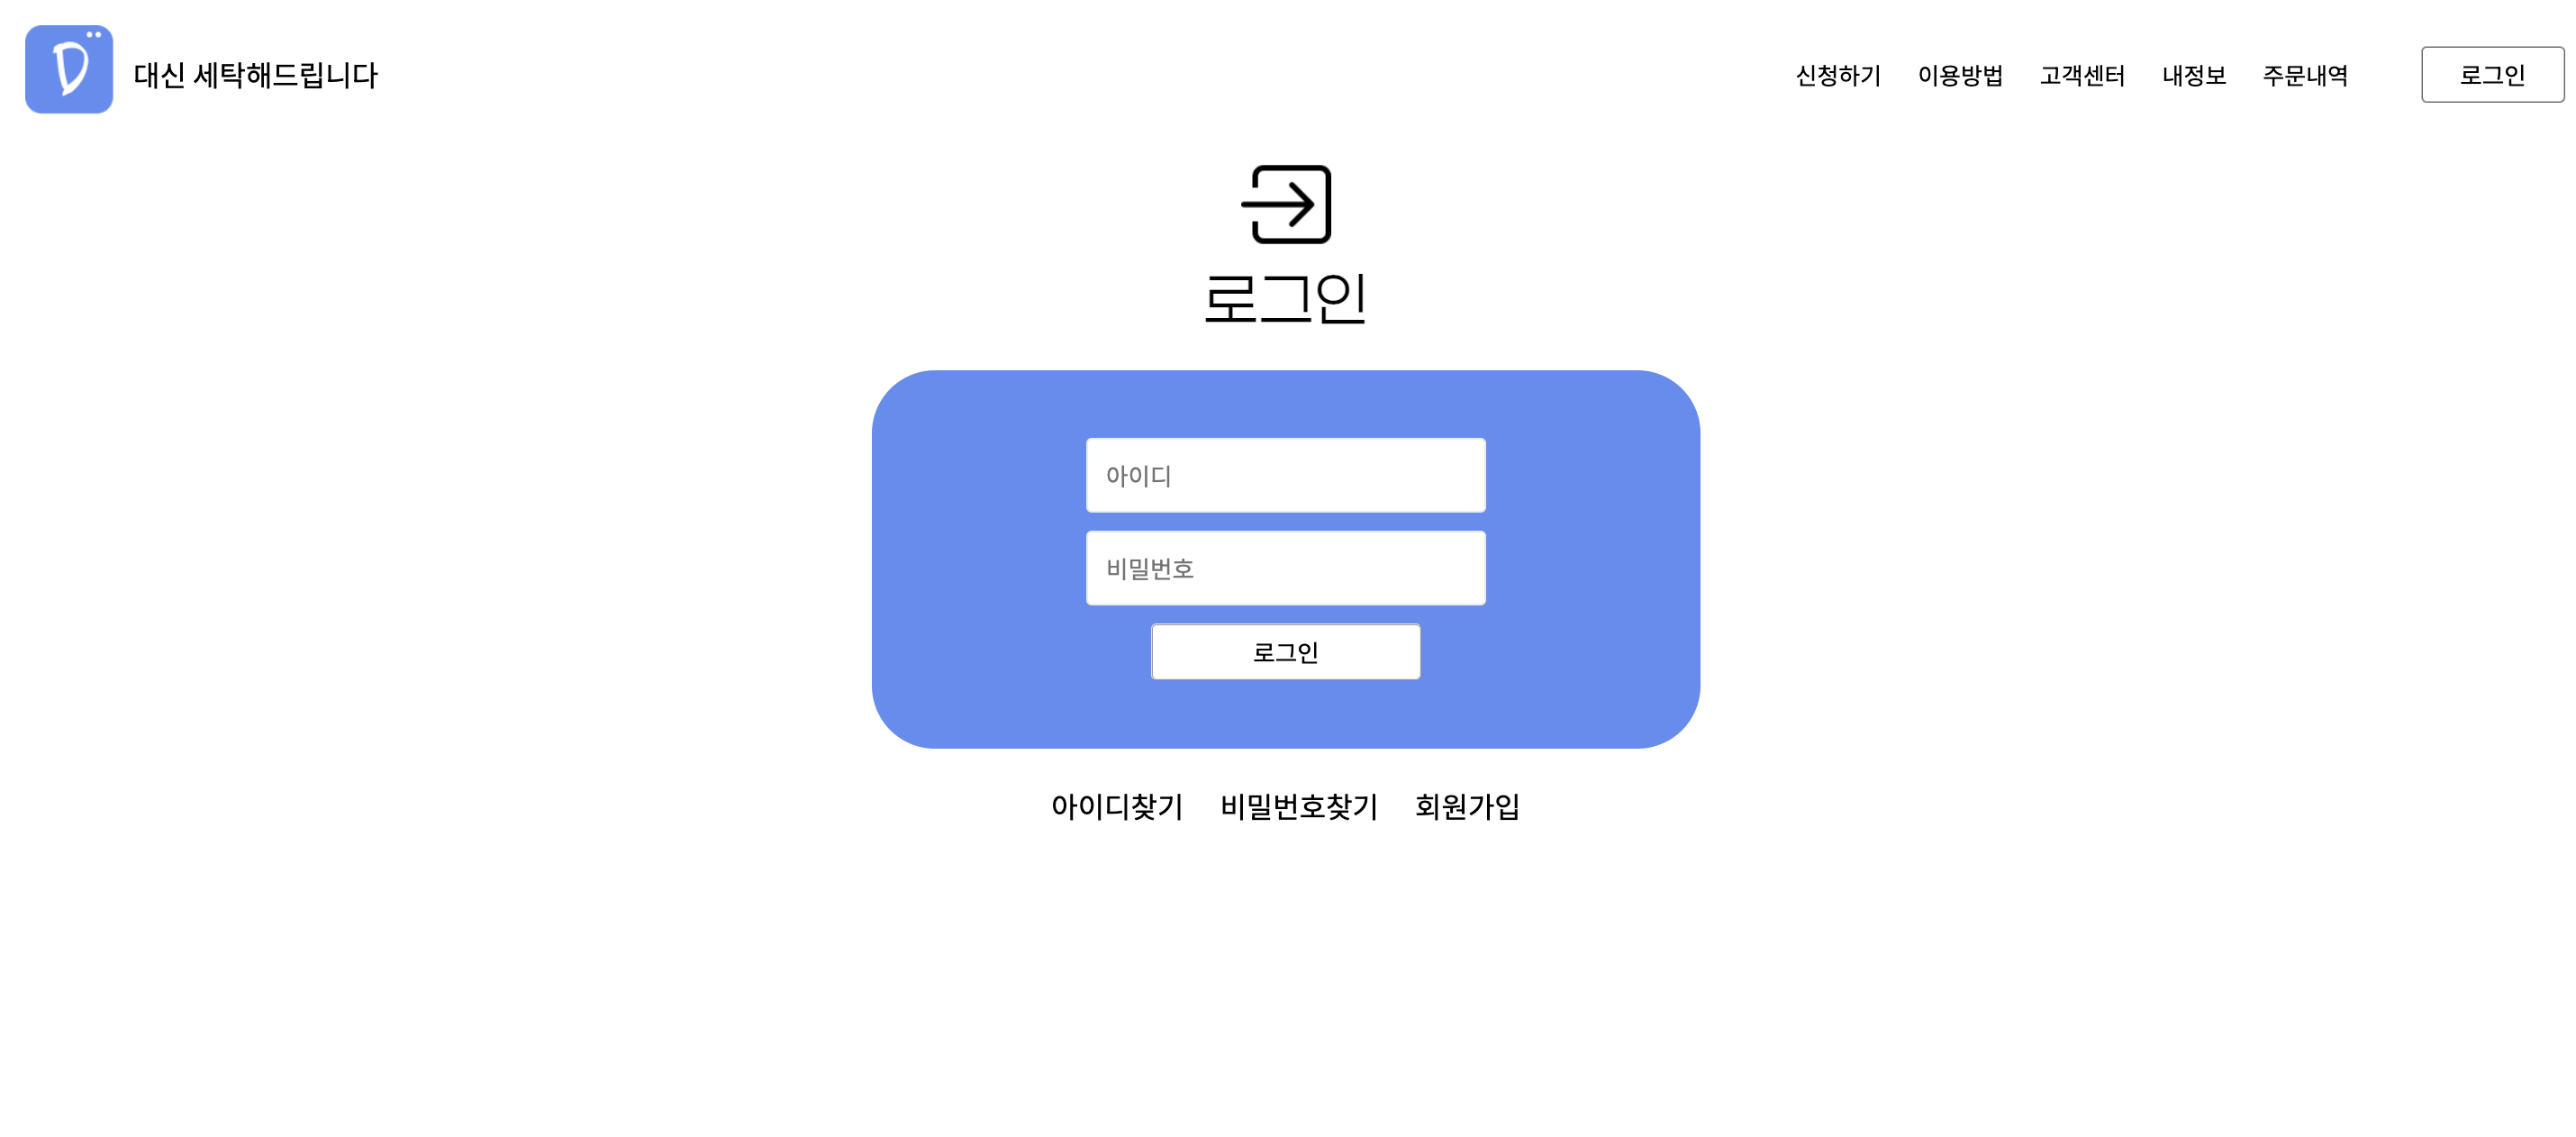 D
대신 세탁해드립니다
신청하기 이용방법 고객센터 내정보 주문내역 로그인
로그인
아이디
비밀번호
로그인
아이디찾기 비밀번호찾기 회원가입